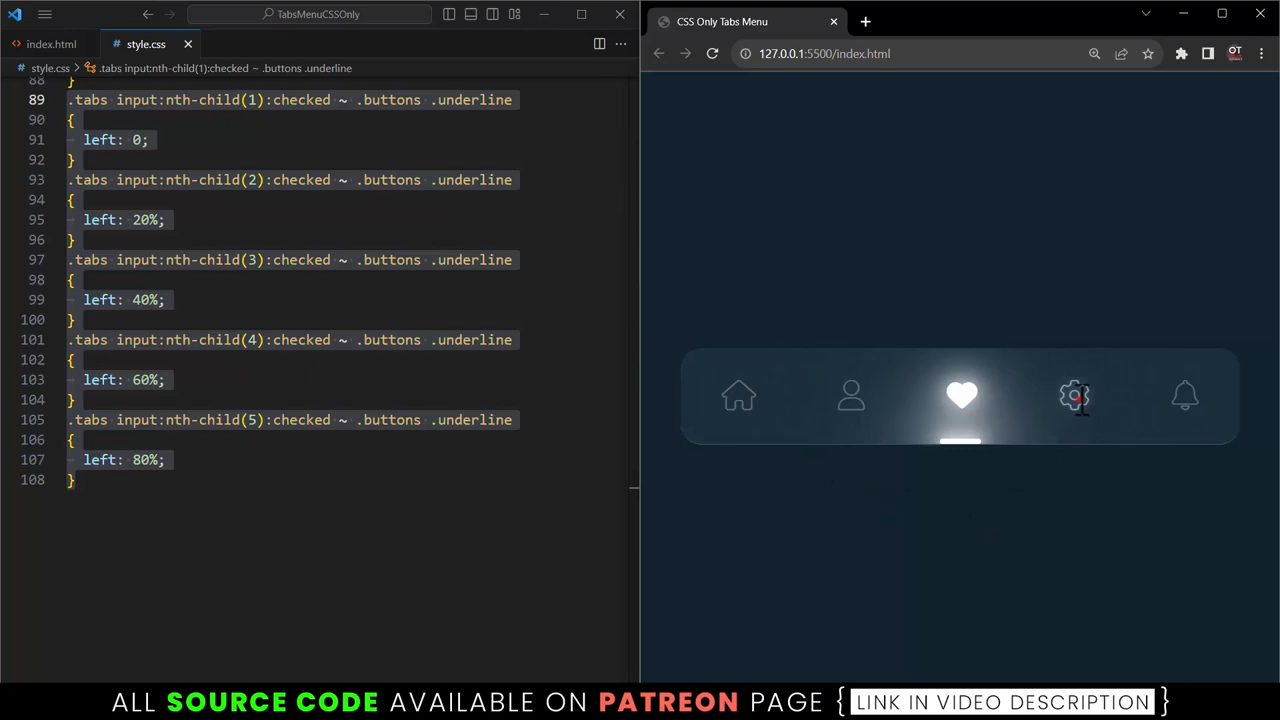 TabsMenuCSSOnly
index.html
# style.css
# style.css > .tabs input:nth-child(1):checked ~ .buttons .underline
88 }
89 .tabs input:nth-child(1):checked ~ .buttons .underline
90 {
91 left: 0;
92 }
93 .tabs input:nth-child(2):checked ~ .buttons .underline
94 {
95 left: 20%;
96 }
97 .tabs input:nth-child(3):checked ~ .buttons .underline
98 {
99 left: 40%;
100 }
101 .tabs input:nth-child(4):checked ~ .buttons .underline
102 {
103 left: 60%;
104 }
105 .tabs input:nth-child(5):checked ~ .buttons .underline
106 {
107 left: 80%;
108 }
CSS Only Tabs Menu
127.0.0.1:5500/index.html
OT
ALL SOURCE CODE AVAILABLE ON PATREON PAGE { LINK IN VIDEO DESCRIPTION }